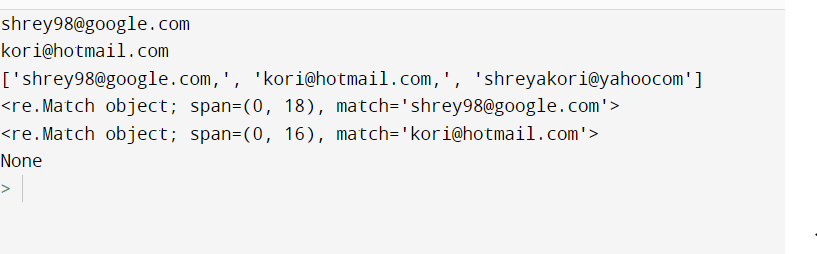 shrey98@google.com
kori@hotmail.com
['shrey98@google.com,', 'kori@hotmail.com,', 'shreyakori@yahoocom']
<re.Match object; span=(0, 18), match='shrey98@google.com'>
<re.Match object; span=(0, 16), match='kori@hotmail.com'>
None
>